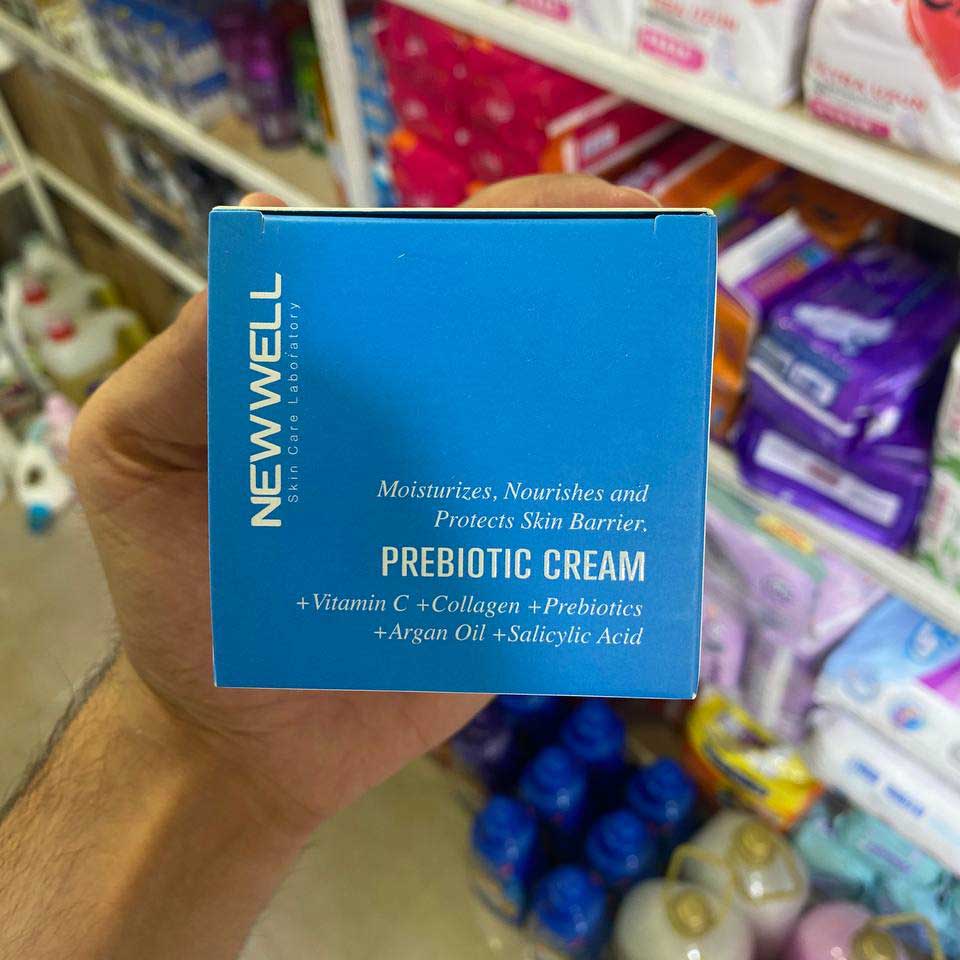 NEWWELL
Skin Care Laboratory
Moisturizes, Nourishes and
Protects Skin Barrier.
PREBIOTIC CREAM
+Vitamin C +Collagen +Prebiotics
+Argan Oil +Salicylic Acid